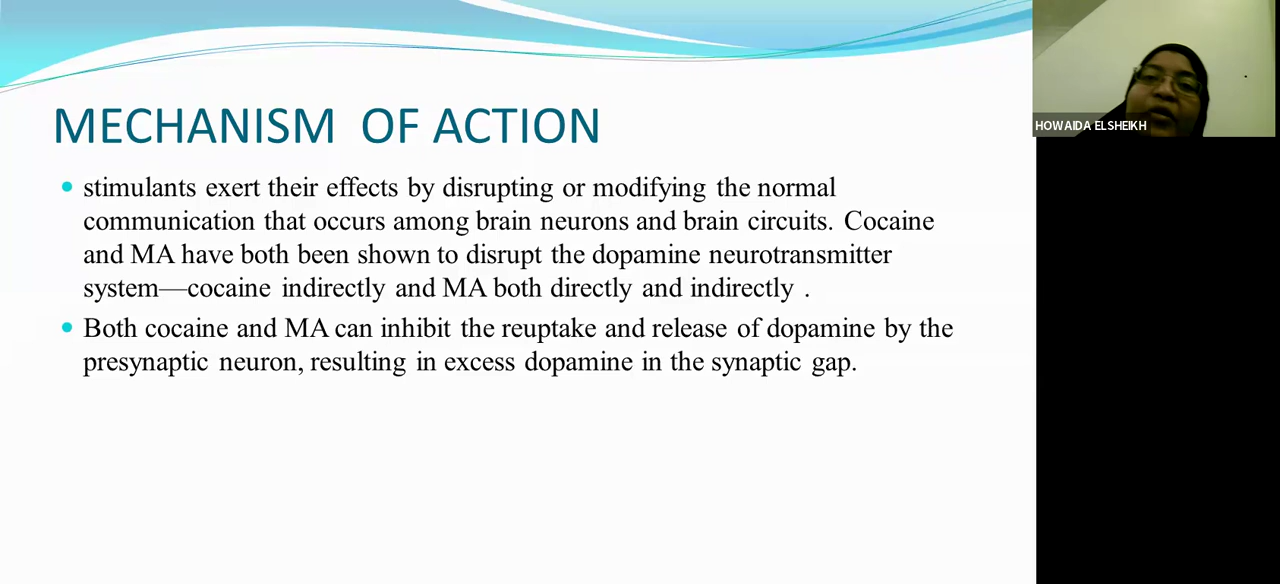 MECHANISM OF ACTION
stimulants exert their effects by disrupting or modifying the normal
communication that occurs among brain neurons and brain circuits. Cocaine
and MA have both been shown to disrupt the dopamine neurotransmitter
system—cocaine indirectly and MA both directly and indirectly .
Both cocaine and MA can inhibit the reuptake and release of dopamine by the
presynaptic neuron, resulting in excess dopamine in the synaptic gap.
HOWAIDA ELSHEIKH